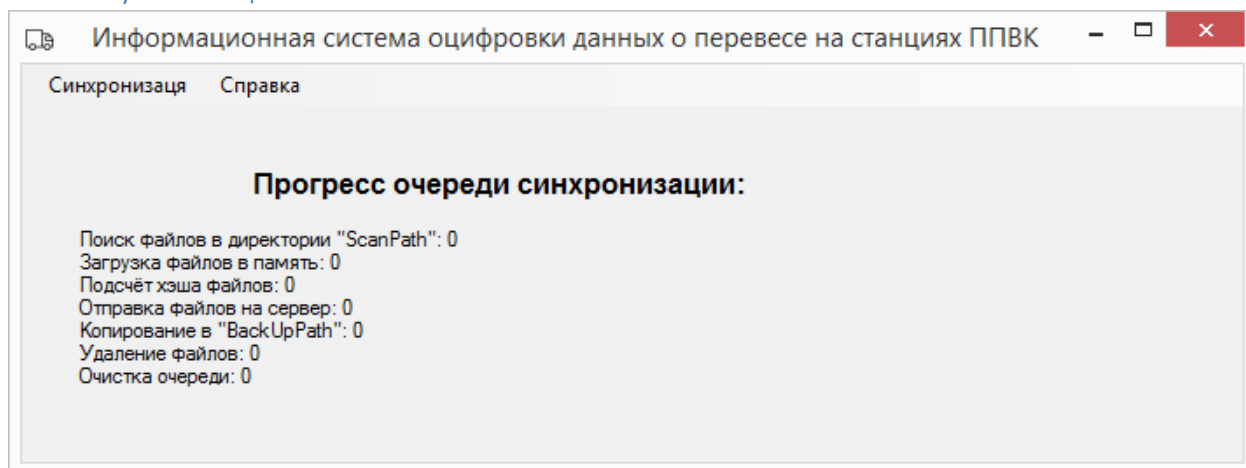 Информационная система оцифровки данных о перевесе на станциях ППВК
Синхронизаця Справка
Прогресс очереди синхронизации:
Поиск файлов в директории "ScanPath": 0
Загрузка файлов в память: 0
Подсчёт хэша файлов: 0
Отправка файлов на сервер: 0
Копирование в "BackUpPath": 0
Удаление файлов: 0
Очистка очереди: 0